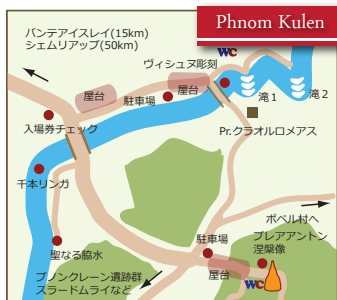 Phnom Kulen
バンテアイスレイ(15km)
シェムリアップ(50km)
WC
ヴィシュヌ彫刻
屋台
駐車場
屋台
滝1
滝2
入場券チェック
Pr.クラオルロメアス
千本リンガ
ポペル村へ
聖なる脇水
駐車場
プレアアントン
涅槃像
屋台
WC
プノンクレーン遺跡群
スラードムライなど